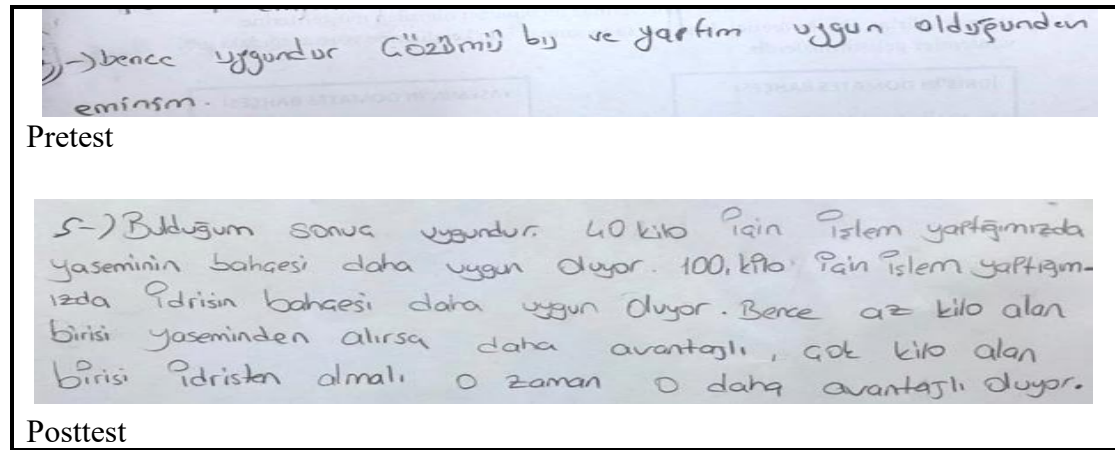 5)→bence uygundur Çözümü bu ve yaptım uygun olduğundan
eminim.
Pretest
5-) Bulduğum sonuç uygundur. 40 kilo için işlem yaptığımızda
yaseminin bahçesi daha uygun oluyor. 100, kilo için işlem yaptığım-
ızda idrisin bahçesi daha uygun oluyor. Bence az kilo alan
birisi yaseminden alırsa daha avantajlı, çok kilo alan
birisi idristen almalı o zaman o daha avantajlı oluyor.
Posttest